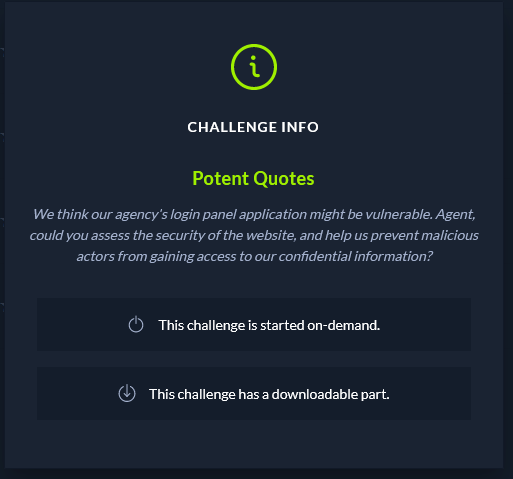 CHALLENGE INFO
Potent Quotes
We think our agency's login panel application might be vulnerable. Agent,
could you assess the security of the website, and help us prevent malicious
actors from gaining access to our confidential information?
This challenge is started on-demand.
This challenge has a downloadable part.